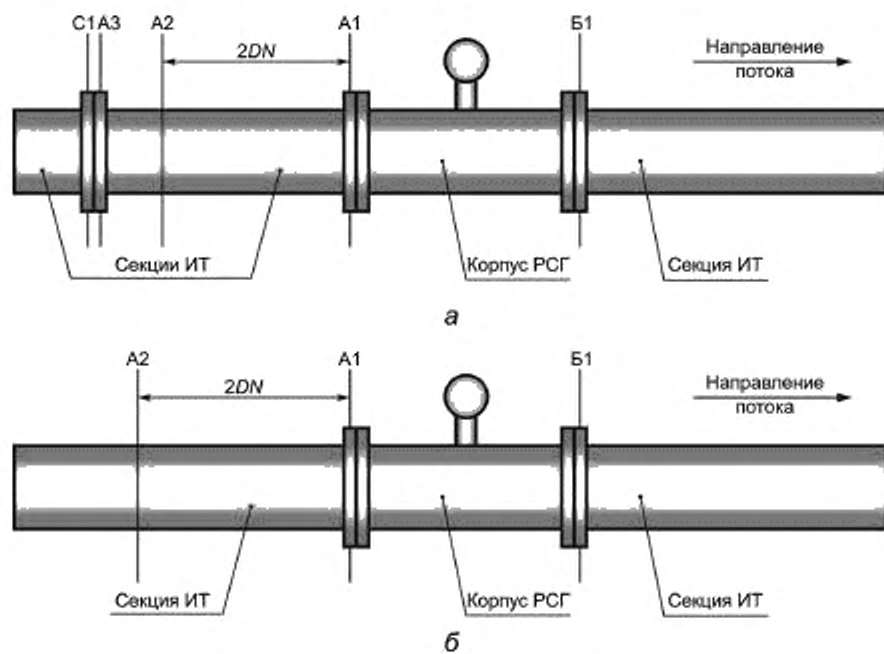 С1 А3 А2 А1 Б1
2DN
Направление
потока
Секции ИТ
Корпус РСГ
Секция ИТ
а
А2 А1 Б1
2DN
Направление
потока
Секция ИТ
Корпус РСГ
Секция ИТ
б